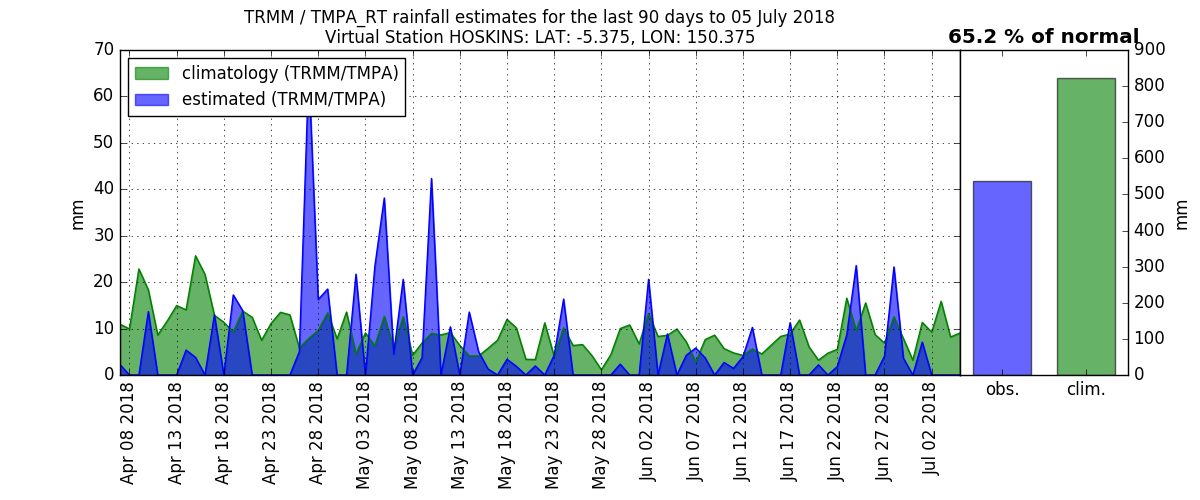 TRMM / TMPA_RT rainfall estimates for the last 90 days to 05 July 2018
Virtual Station HOSKINS: LAT: -5.375, LON: 150.375
65.2 % of normal
climatology (TRMM/TMPA)
estimated (TRMM/TMPA)
mm
70
60
50
40
30
20
10
0
Apr 08 2018
Apr 13 2018
Apr 18 2018
Apr 23 2018
Apr 28 2018
May 03 2018
May 08 2018
May 13 2018
May 18 2018
May 23 2018
May 28 2018
Jun 02 2018
Jun 07 2018
Jun 12 2018
Jun 17 2018
Jun 22 2018
Jun 27 2018
Jul 02 2018
obs.
clim.
900
800
700
600
500
400
300
200
100
0
mm